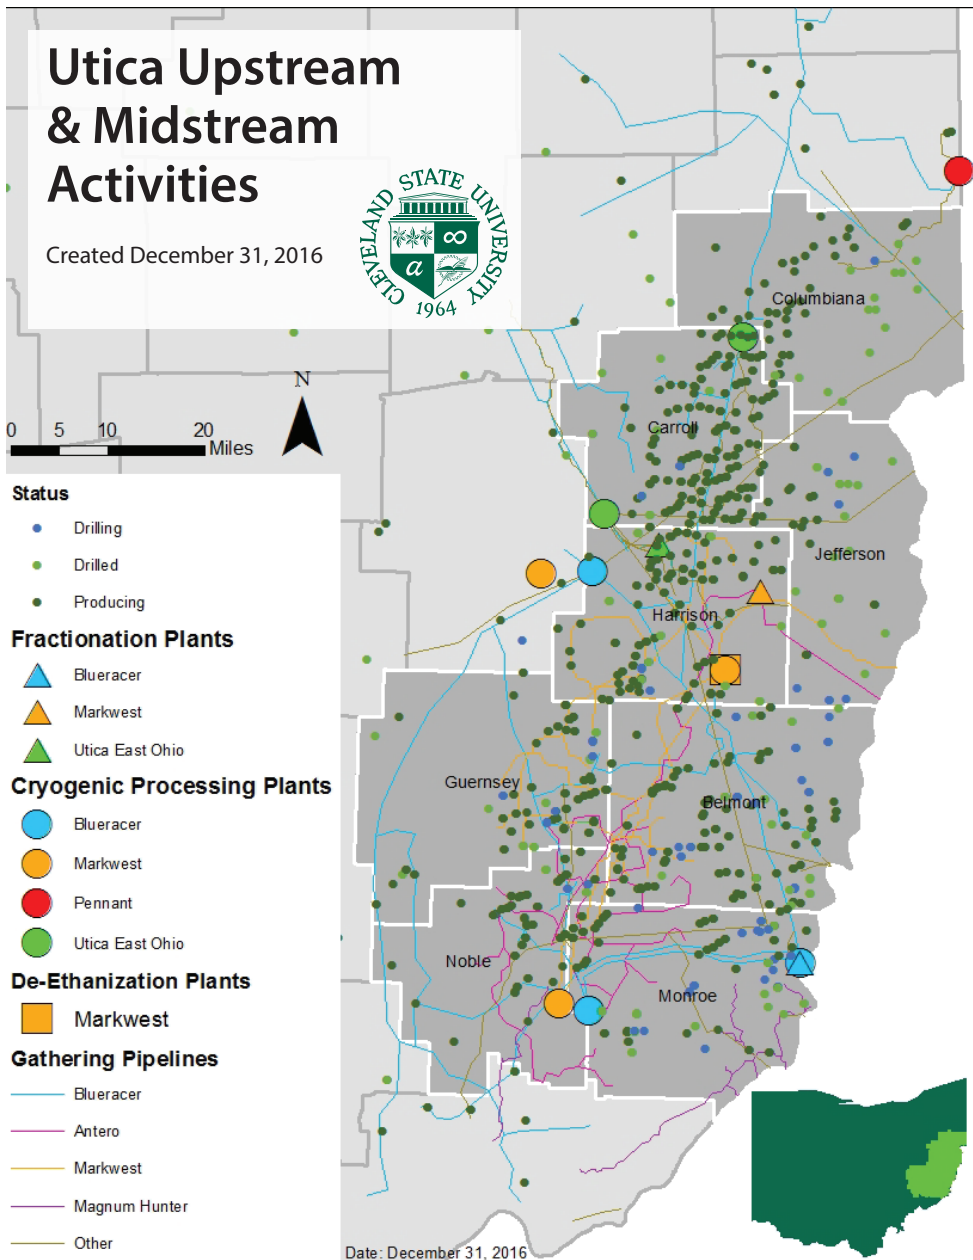 Utica Upstream
& Midstream
Activities
Created December 31, 2016
CLEVELAND STATE UNIVERSITY
1964
N
0 5 10 20
Miles
Status
Drilling
Drilled
Producing
Fractionation Plants
Blueracer
Markwest
Utica East Ohio
Cryogenic Processing Plants
Blueracer
Markwest
Pennant
Utica East Ohio
De-Ethanization Plants
Markwest
Gathering Pipelines
Blueracer
Antero
Markwest
Magnum Hunter
Other
Columbiana
Carroll
Jefferson
Harrison
Guernsey
Belmont
Noble
Monroe
Date: December 31, 2016